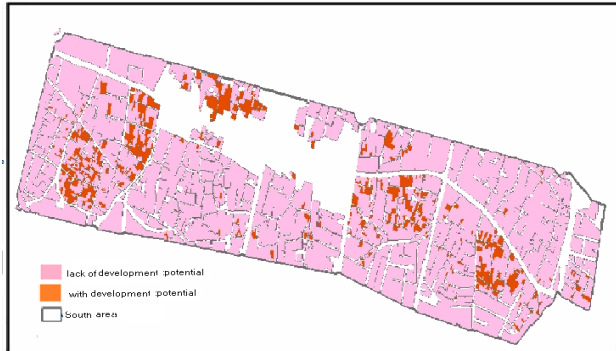 lack of development :potential
with development :potential
South area